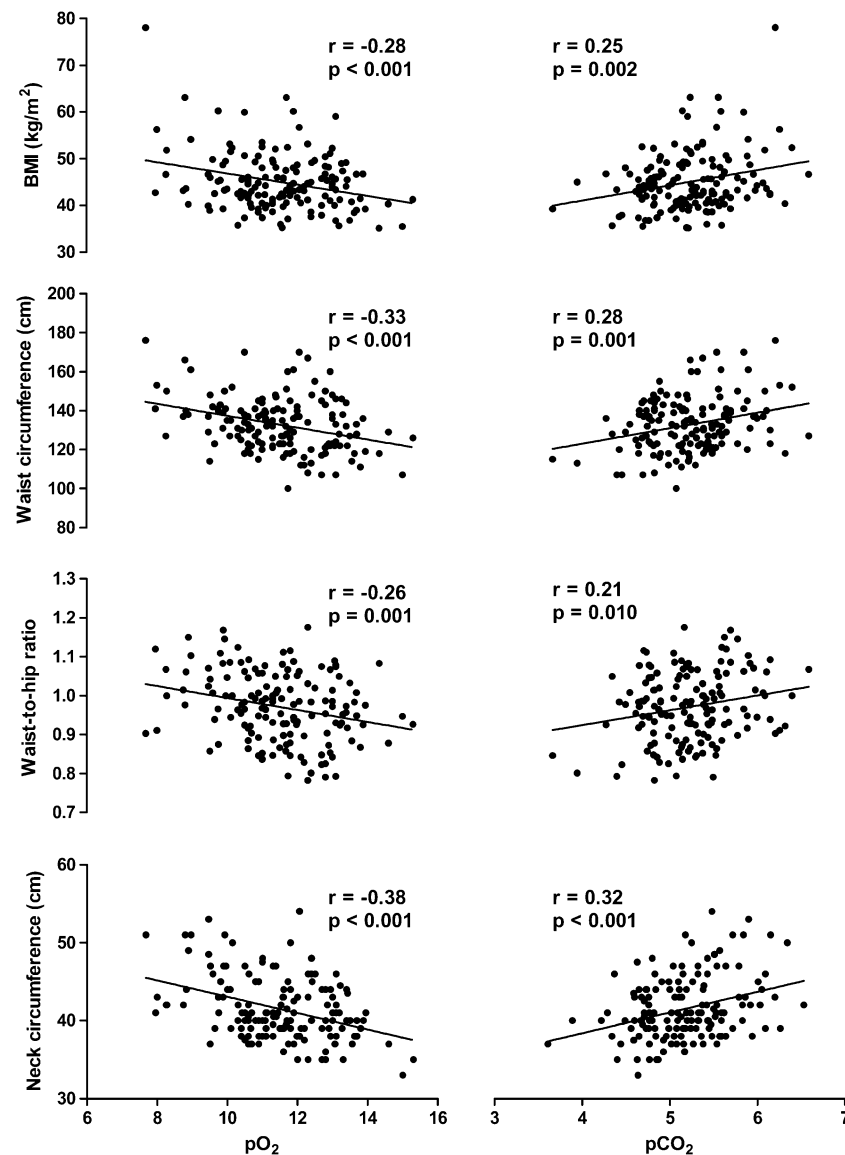 80
70
60
50
40
30
BMI (kg/m2)
r = -0.28
p < 0.001
r = 0.25
p = 0.002
200
180
160
140
120
100
80
Waist circumference (cm)
r = -0.33
p < 0.001
r = 0.28
p = 0.001
1.3
1.2
1.1
1.0
0.9
0.8
0.7
Waist-to-hip ratio
r = -0.26
p = 0.001
r = 0.21
p = 0.010
60
50
40
30
Neck circumference (cm)
r = -0.38
p < 0.001
r = 0.32
p < 0.001
6 8 10 12 14 16
pO2
3 4 5 6 7
pCO2